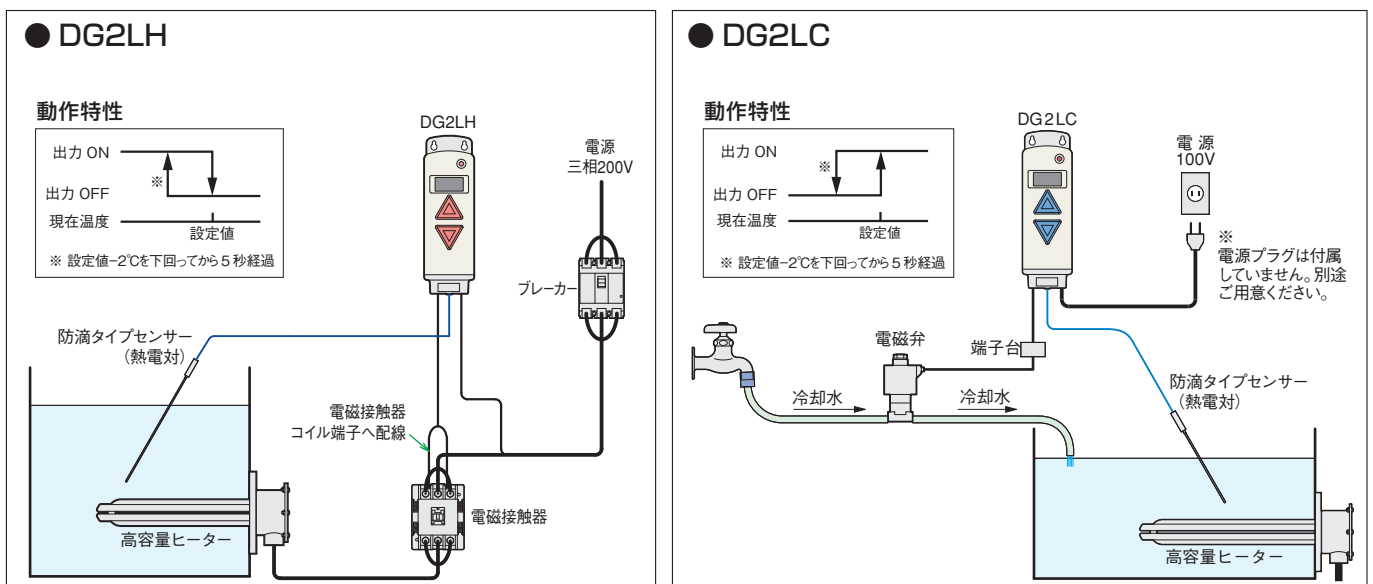 ● DG2LH
動作特性
出力 ON
※
出力 OFF
現在温度
設定値
※ 設定値−2℃を下回ってから5秒経過
DG2LH
電源
三相200V
ブレーカー
防滴タイプセンサー
（熱電対）
電磁接触器
コイル端子へ配線
電磁接触器
高容量ヒーター
● DG2LC
動作特性
出力 ON
※
出力 OFF
現在温度
設定値
※ 設定値−2℃を下回ってから5秒経過
DG2LC
電 源
100V
※
電源プラグは付属
していません。別途
ご用意ください。
電磁弁
端子台
冷却水
冷却水
防滴タイプセンサー
（熱電対）
高容量ヒーター